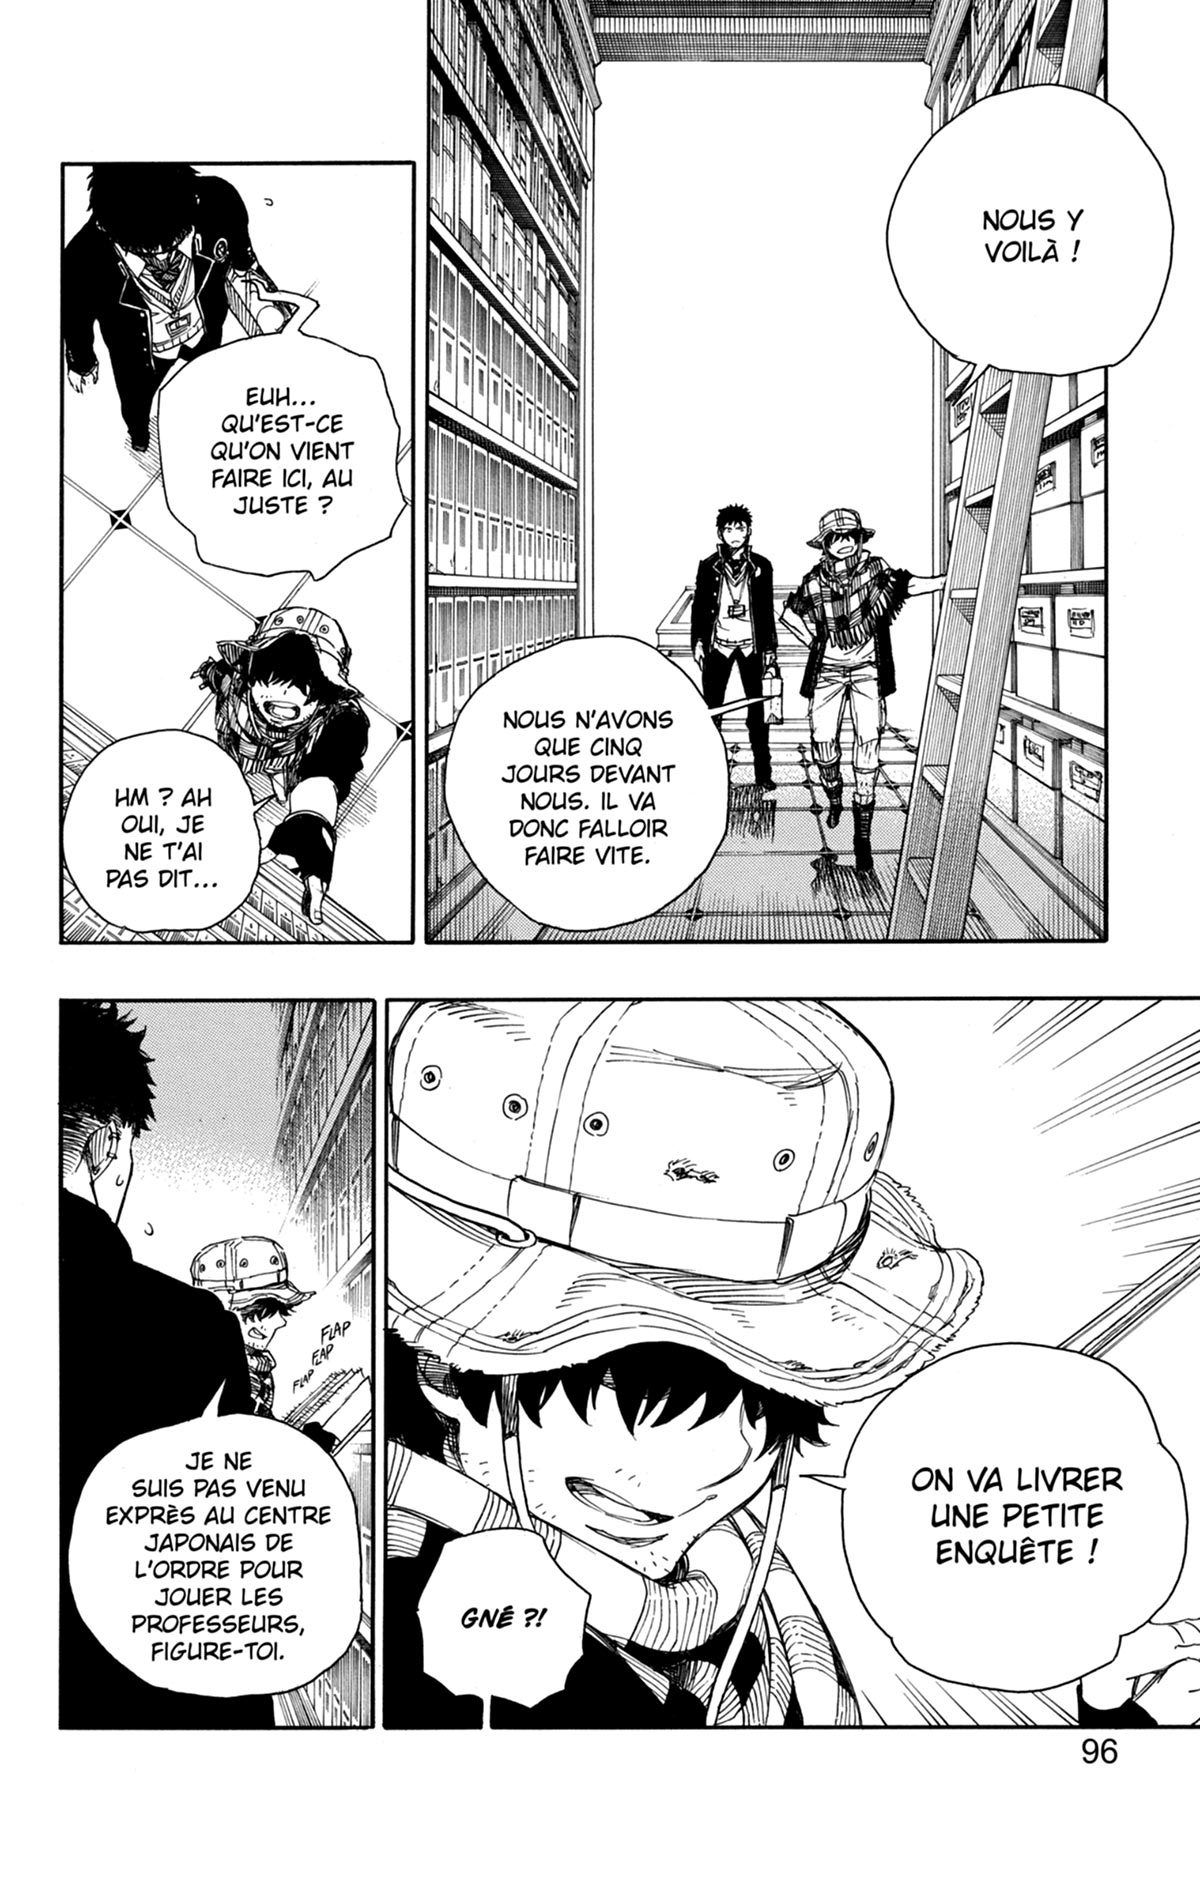 NOUS Y
VOILÀ !
NOUS N'AVONS
QUE CINQ
JOURS DEVANT
NOUS. IL VA
DONC FALLOIR
FAIRE VITE.
EUH...
QU'EST-CE
QU'ON VIENT
FAIRE ICI, AU
JUSTE ?
HM ? AH
OUI, JE
NE T'AI
PAS DIT...
ON VA LIVRER
UNE PETITE
ENQUÊTE !
GNÉ ?!
FLAP
FLAP
FLAP
JE NE
SUIS PAS VENU
EXPRÈS AU CENTRE
JAPONAIS DE
L'ORDRE POUR
JOUER LES
PROFESSEURS,
FIGURE-TOI.
96